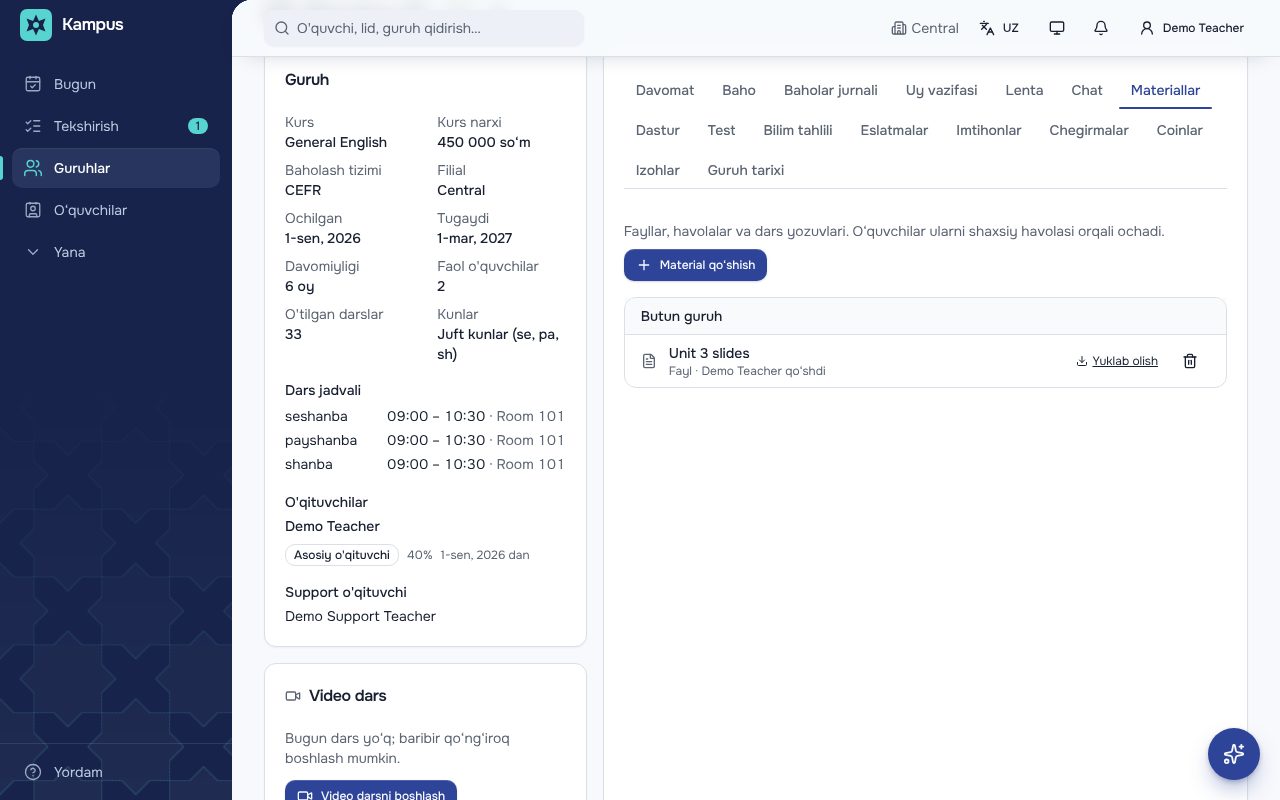 Kampus
O'quvchi, lid, guruh qidirish...
Central
UZ
Demo Teacher
Bugun
Tekshirish
1
Guruhlar
O‘quvchilar
Yana
Yordam
Guruh
Kurs
Kurs narxi
General English
450 000 so‘m
Baholash tizimi
Filial
CEFR
Central
Ochilgan
Tugaydi
1-sen, 2026
1-mar, 2027
Davomiyligi
Faol o'quvchilar
6 oy
2
O'tilgan darslar
Kunlar
33
Juft kunlar (se, pa,
sh)
Dars jadvali
seshanba 09:00 – 10:30 · Room 101
payshanba 09:00 – 10:30 · Room 101
shanba 09:00 – 10:30 · Room 101
O'qituvchilar
Demo Teacher
Asosiy o'qituvchi 40% 1-sen, 2026 dan
Support o'qituvchi
Demo Support Teacher
Video dars
Bugun dars yo‘q; baribir qo‘ng‘iroq
boshlash mumkin.
Video darsni boshlash
Davomat Baho Baholar jurnali Uy vazifasi Lenta Chat Materiallar
Dastur Test Bilim tahlili Eslatmalar Imtihonlar Chegirmalar Coinlar
Izohlar Guruh tarixi
Fayllar, havolalar va dars yozuvlari. O‘quvchilar ularni shaxsiy havolasi orqali ochadi.
Material qo‘shish
Butun guruh
Unit 3 slides
Fayl · Demo Teacher qo‘shdi
Yuklab olish